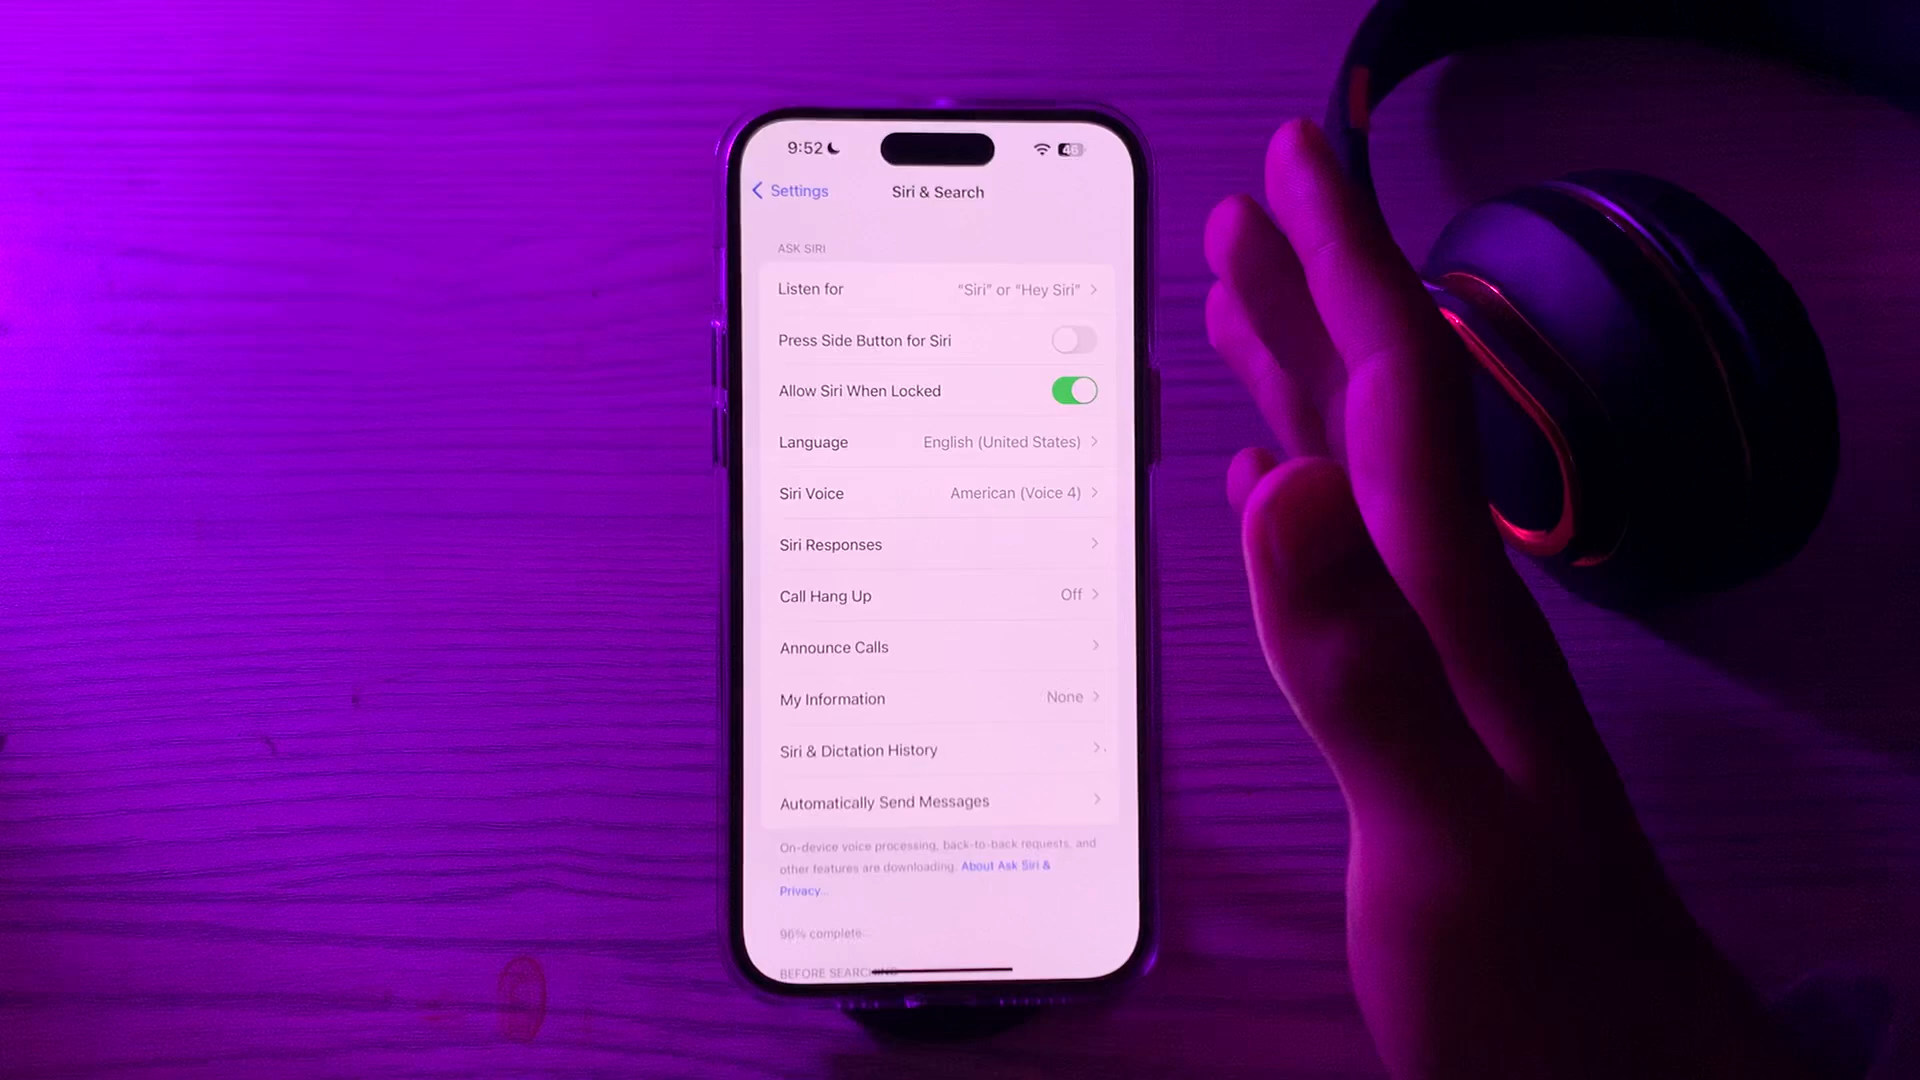 9:52
46
Settings
Siri & Search
ASK SIRI
Listen for
“Siri” or “Hey Siri”
Press Side Button for Siri
Allow Siri When Locked
Language
English (United States)
Siri Voice
American (Voice 4)
Siri Responses
Call Hang Up
Off
Announce Calls
My Information
None
Siri & Dictation History
Automatically Send Messages
On-device voice processing, back-to-back requests, and
other features are downloading. About Ask Siri &
Privacy...
96% complete...
BEFORE SEARCHING